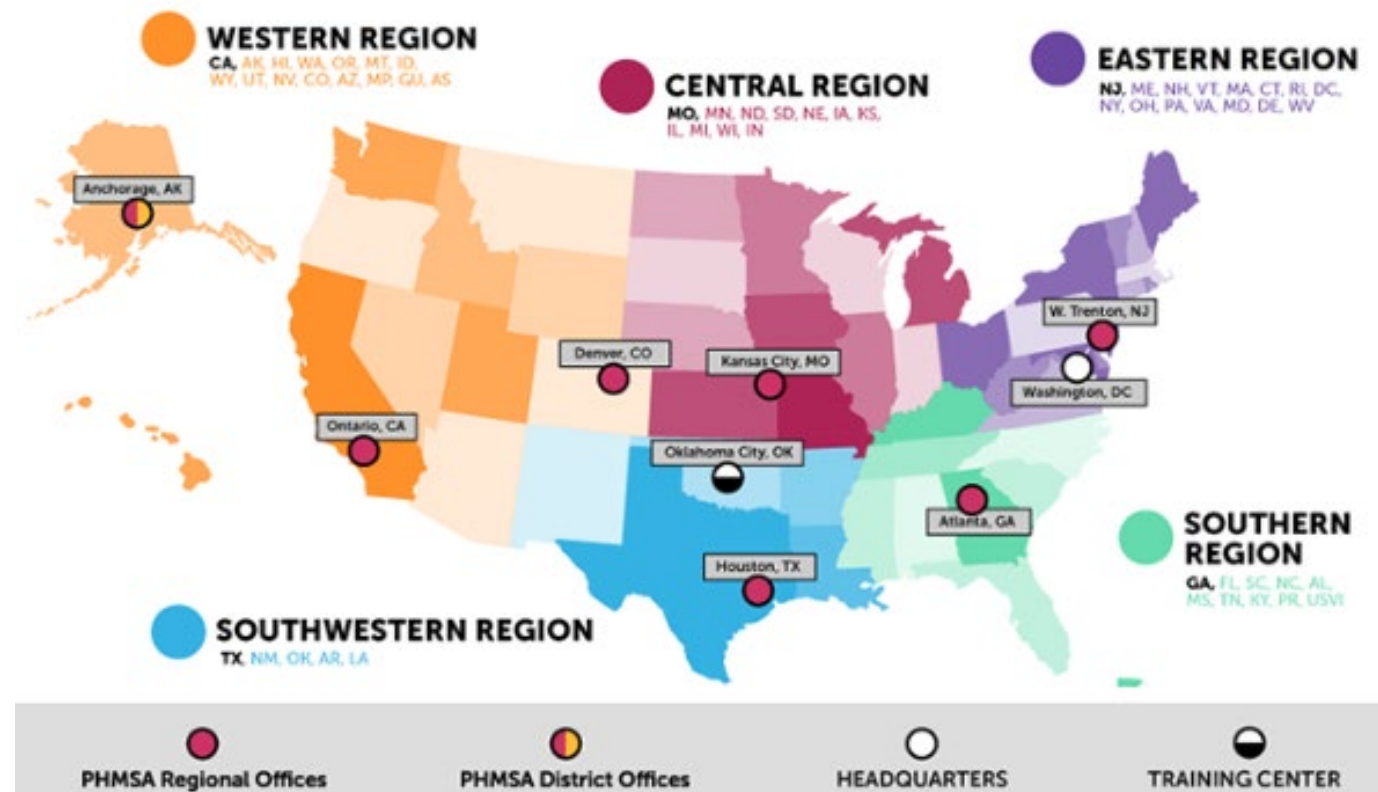 WESTERN REGION
CA, AK, HI, WA, OR, MT, ID,
WY, UT, NV, CO, AZ, MP, GU, AS
CENTRAL REGION
MO, MN, ND, SD, NE, IA, KS,
IL, MI, WI, IN
EASTERN REGION
NJ, ME, NH, VT, MA, CT, RI, DC,
NY, OH, PA, VA, MD, DE, WV
Anchorage, AK
W. Trenton, NJ
Denver, CO
Kansas City, MO
Washington, DC
Ontario, CA
Oklahoma City, OK
Atlanta, GA
Houston, TX
SOUTHERN
REGION
GA, FL, SC, NC, AL,
MS, TN, KY, PR, USVI
SOUTHWESTERN REGION
TX, NM, OK, AR, LA
PHMSA Regional Offices
PHMSA District Offices
HEADQUARTERS
TRAINING CENTER